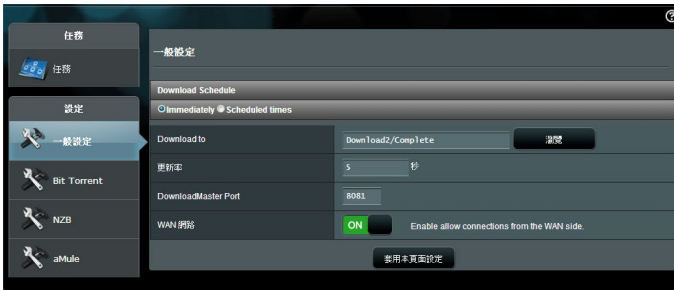 任務
任務
設定
一般設定
Bit Torrent
NZB
aMule
一般設定
Download Schedule
Immediately Scheduled times
Download to Download2/Complete 瀏覽
更新率 5 秒
DownloadMaster Port 8081
WAN 網路 ON Enable allow connections from the WAN side.
套用本頁面設定
?